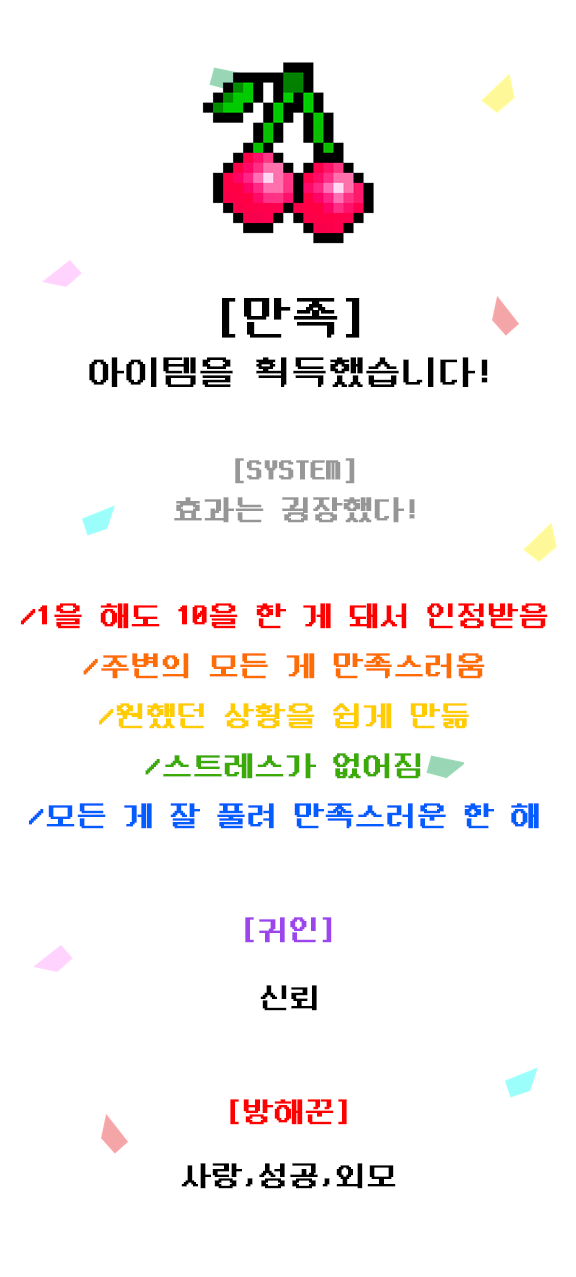 [만족]
아이템을 획득했습니다!
[SYSTEM]
효과는 굉장했다!
/1을 해도 10을 한 게 돼서 인정받음
/주변의 모든 게 만족스러움
/원했던 상황을 쉽게 만듦
/스트레스가 없어짐
/모든 게 잘 풀려 만족스러운 한 해
[귀인]
신뢰
[방해꾼]
사랑,성공,외모